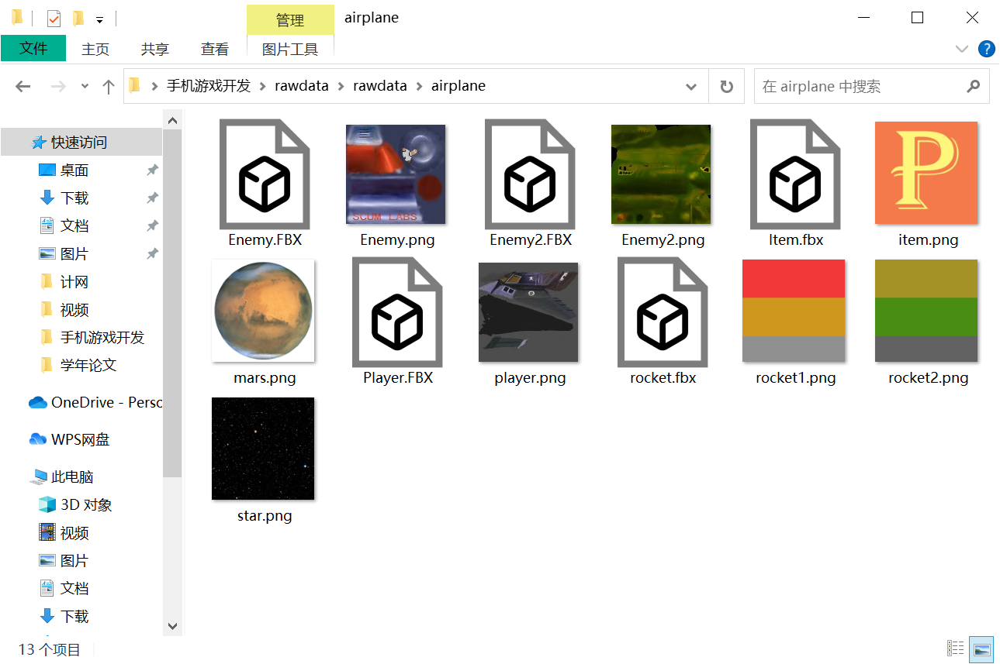 管理
airplane
文件
主页
共享
查看
图片工具
?
手机游戏开发 > rawdata > rawdata > airplane
在 airplane 中搜索
快速访问
桌面
下载
文档
图片
计网
视频
手机游戏开发
学年论文
OneDrive - Perso
WPS网盘
此电脑
3D 对象
视频
图片
文档
下载
SCUM LABS
P
Enemy.FBX
Enemy.png
Enemy2.FBX
Enemy2.png
Item.fbx
item.png
mars.png
Player.FBX
player.png
rocket.fbx
rocket1.png
rocket2.png
star.png
13 个项目